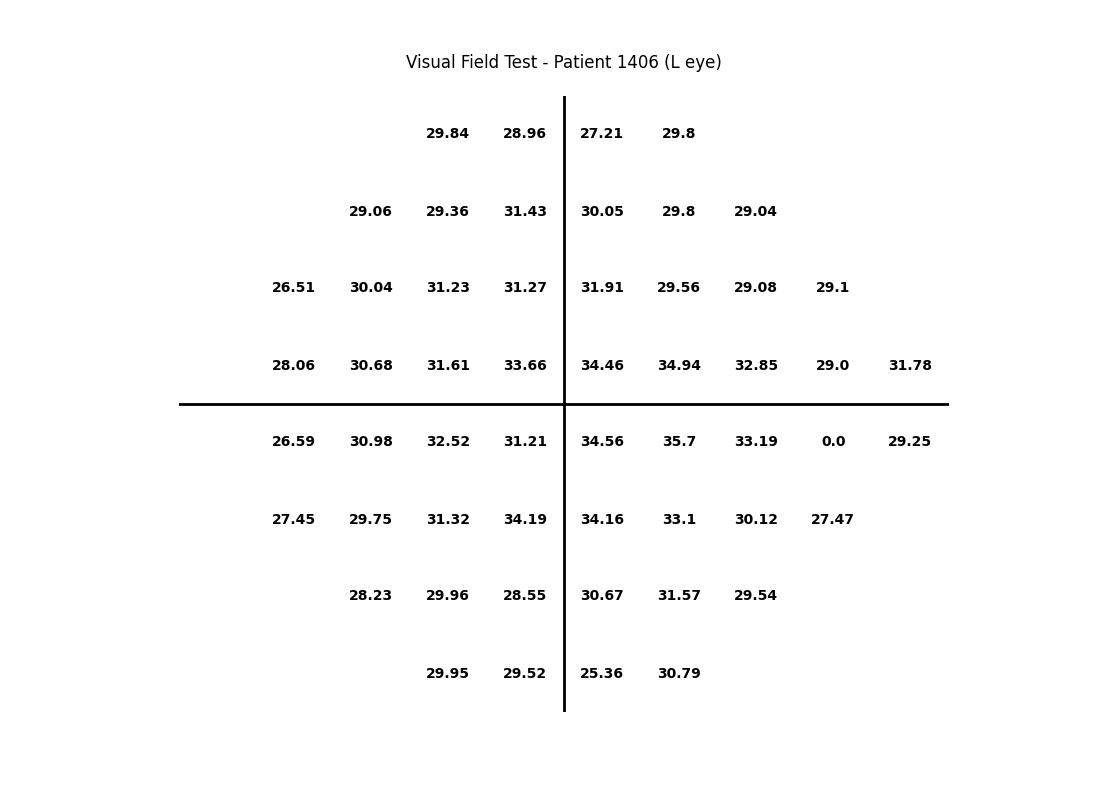 Visual Field Test - Patient 1406 (L eye)
29.84 28.96 27.21 29.8
29.06 29.36 31.43 30.05 29.8 29.04
26.51 30.04 31.23 31.27 31.91 29.56 29.08 29.1
28.06 30.68 31.61 33.66 34.46 34.94 32.85 29.0 31.78
26.59 30.98 32.52 31.21 34.56 35.7 33.19 0.0 29.25
27.45 29.75 31.32 34.19 34.16 33.1 30.12 27.47
28.23 29.96 28.55 30.67 31.57 29.54
29.95 29.52 25.36 30.79